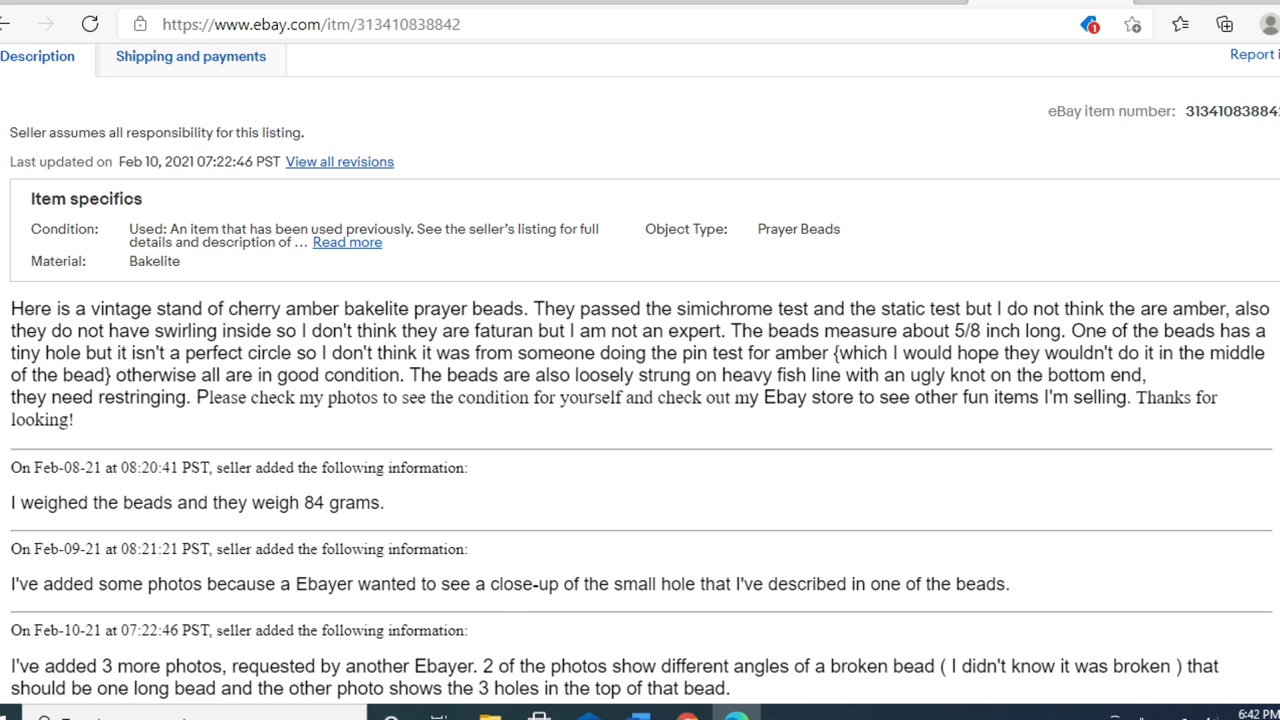 https://www.ebay.com/itm/313410838842
1
Description
Shipping and payments
Report i
eBay item number: 31341083884
Seller assumes all responsibility for this listing.
Last updated on Feb 10, 2021 07:22:46 PST View all revisions
Item specifics
Condition: Used: An item that has been used previously. See the seller's listing for full Object Type: Prayer Beads
details and description of ... Read more
Material: Bakelite
Here is a vintage stand of cherry amber bakelite prayer beads. They passed the simichrome test and the static test but I do not think the are amber, also
they do not have swirling inside so I don't think they are faturan but I am not an expert. The beads measure about 5/8 inch long. One of the beads has a
tiny hole but it isn't a perfect circle so I don't think it was from someone doing the pin test for amber {which I would hope they wouldn't do it in the middle
of the bead} otherwise all are in good condition. The beads are also loosely strung on heavy fish line with an ugly knot on the bottom end,
they need restringing. Please check my photos to see the condition for yourself and check out my Ebay store to see other fun items I'm selling. Thanks for
looking!
On Feb-08-21 at 08:20:41 PST, seller added the following information:
I weighed the beads and they weigh 84 grams.
On Feb-09-21 at 08:21:21 PST, seller added the following information:
I've added some photos because a Ebayer wanted to see a close-up of the small hole that I've described in one of the beads.
On Feb-10-21 at 07:22:46 PST, seller added the following information:
I've added 3 more photos, requested by another Ebayer. 2 of the photos show different angles of a broken bead ( I didn't know it was broken ) that
should be one long bead and the other photo shows the 3 holes in the top of that bead.
6:42 PM